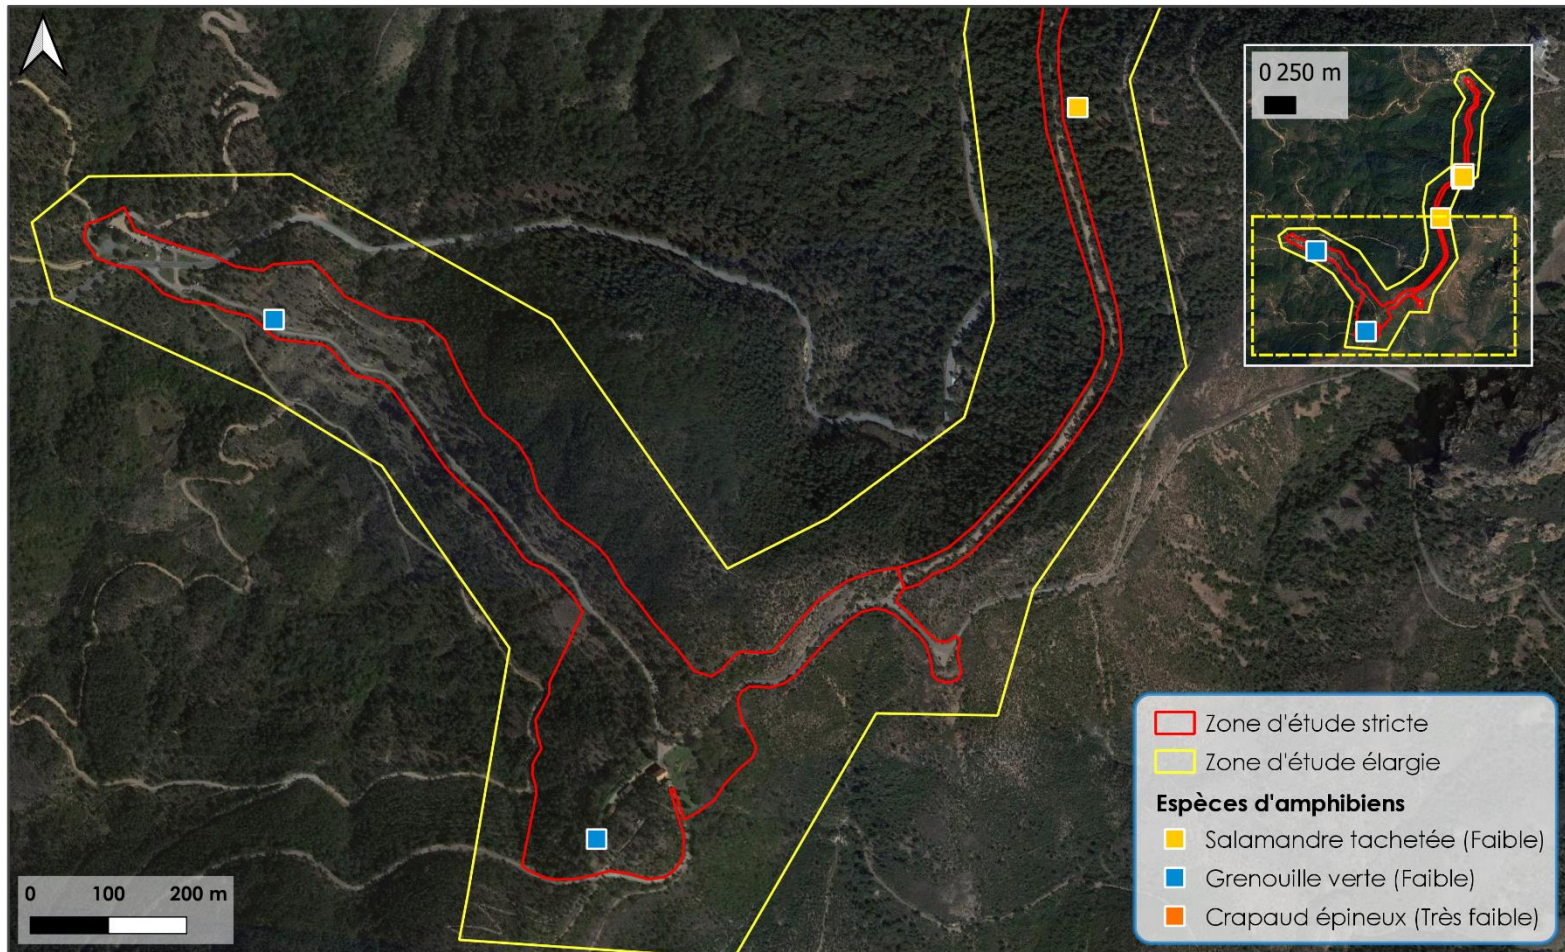 0 250 m
Zone d'étude stricte
Zone d'étude élargie
Espèces d'amphibiens
Salamandre tachetée (Faible)
Grenouille verte (Faible)
Crapaud épineux (Très faible)
0 100 200 m